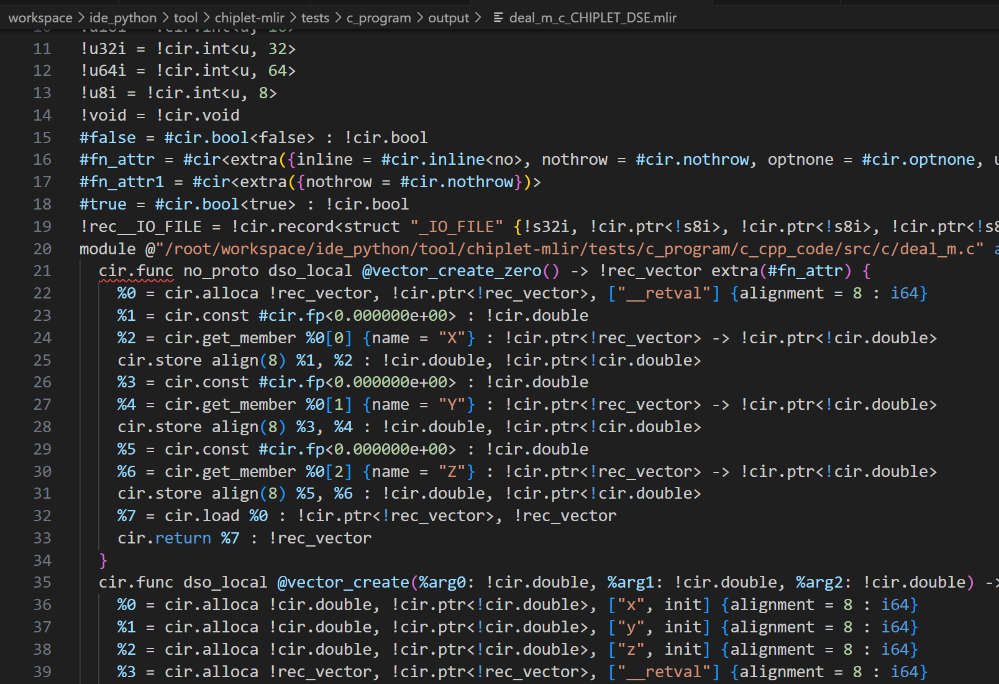 workspace > ide_python > tool > chiplet-mlir > tests > c_program > output > deal_m_c_CHIPLET_DSE.mlir
11 !u32i = !cir.int<u, 32>
12 !u64i = !cir.int<u, 64>
13 !u8i = !cir.int<u, 8>
14 !void = !cir.void
15 #false = #cir.bool<false> : !cir.bool
16 #fn_attr = #cir<extra({inline = #cir.inline<no>, nothrow = #cir.nothrow, optnone = #cir.optnone,
17 #fn_attr1 = #cir<extra({nothrow = #cir.nothrow})>
18 #true = #cir.bool<true> : !cir.bool
19 !rec__IO_FILE = !cir.record<struct "_IO_FILE" {!s32i, !cir.ptr<!s8i>, !cir.ptr<!s8i>, !cir.ptr<!s8
20 module @"/root/workspace/ide_python/tool/chiplet-mlir/tests/c_program/c_cpp_code/src/c/deal_m.c"
21 cir.func no_proto dso_local @vector_create_zero() -> !rec_vector extra(#fn_attr) {
22 %0 = cir.alloca !rec_vector, !cir.ptr<!rec_vector>, ["__retval"] {alignment = 8 : i64}
23 %1 = cir.const #cir.fp<0.000000e+00> : !cir.double
24 %2 = cir.get_member %0[0] {name = "X"} : !cir.ptr<!rec_vector> -> !cir.ptr<!cir.double>
25 cir.store align(8) %1, %2 : !cir.double, !cir.ptr<!cir.double>
26 %3 = cir.const #cir.fp<0.000000e+00> : !cir.double
27 %4 = cir.get_member %0[1] {name = "Y"} : !cir.ptr<!rec_vector> -> !cir.ptr<!cir.double>
28 cir.store align(8) %3, %4 : !cir.double, !cir.ptr<!cir.double>
29 %5 = cir.const #cir.fp<0.000000e+00> : !cir.double
30 %6 = cir.get_member %0[2] {name = "Z"} : !cir.ptr<!rec_vector> -> !cir.ptr<!cir.double>
31 cir.store align(8) %5, %6 : !cir.double, !cir.ptr<!cir.double>
32 %7 = cir.load %0 : !cir.ptr<!rec_vector>, !rec_vector
33 cir.return %7 : !rec_vector
34 }
35 cir.func dso_local @vector_create(%arg0: !cir.double, %arg1: !cir.double, %arg2: !cir.double) ->
36 %0 = cir.alloca !cir.double, !cir.ptr<!cir.double>, ["x", init] {alignment = 8 : i64}
37 %1 = cir.alloca !cir.double, !cir.ptr<!cir.double>, ["y", init] {alignment = 8 : i64}
38 %2 = cir.alloca !cir.double, !cir.ptr<!cir.double>, ["z", init] {alignment = 8 : i64}
39 %3 = cir.alloca !rec_vector, !cir.ptr<!rec_vector>, ["__retval"] {alignment = 8 : i64}